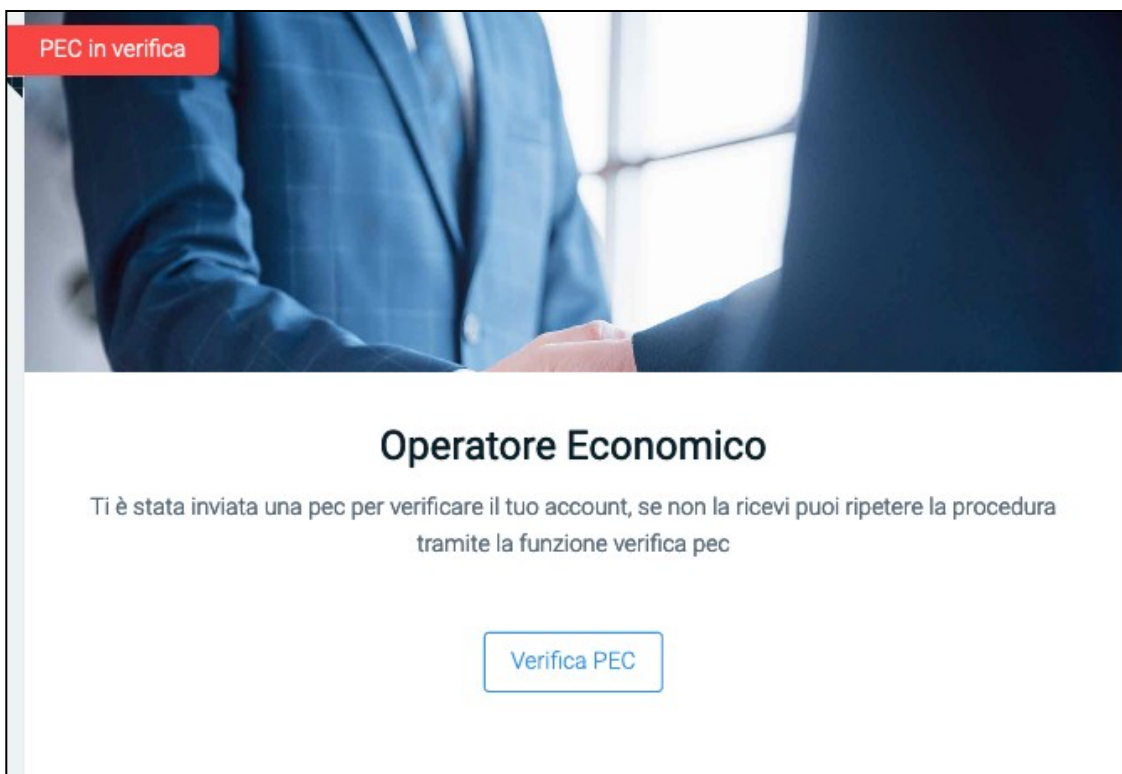 PEC in verifica
Operatore Economico
Ti è stata inviata una pec per verificare il tuo account, se non la ricevi puoi ripetere la procedura
tramite la funzione verifica pec
Verifica PEC